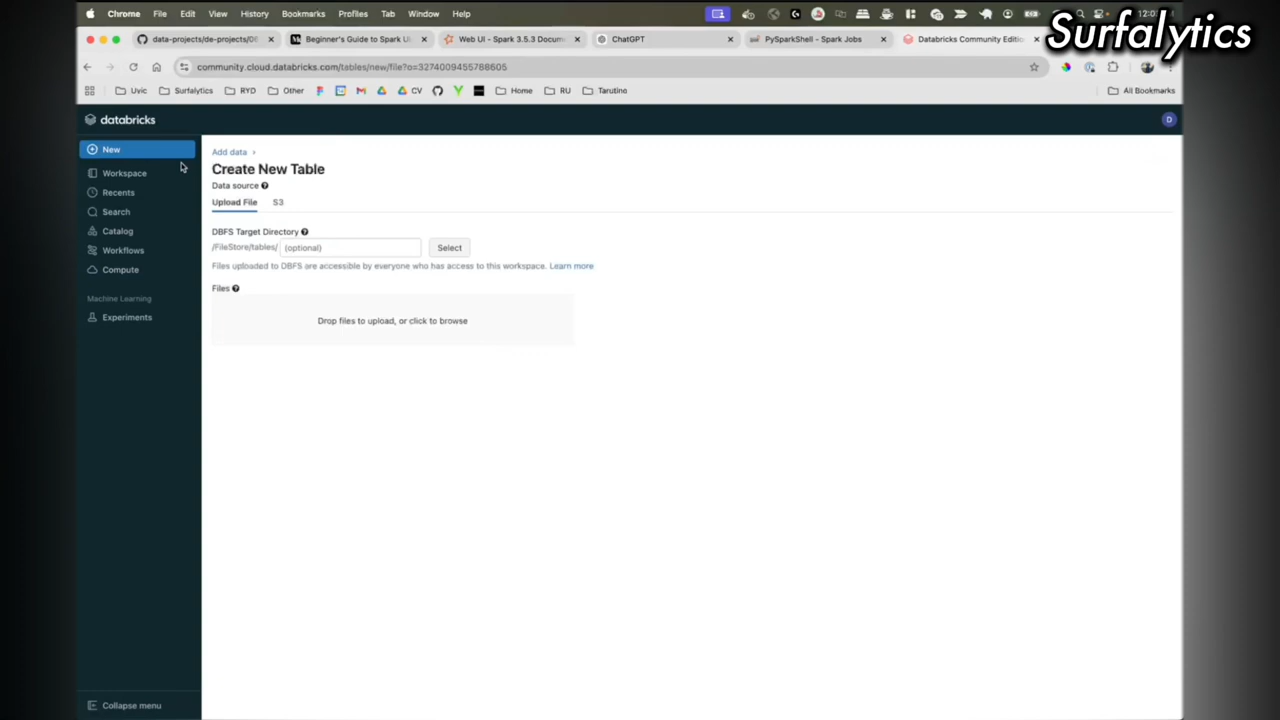 Chrome File Edit View History Bookmarks Profiles Tab Window Help
Surfalytics
data-projects/de-projects/0
Beginner's Guide to Spark U
Web UI - Spark 3.5.3 Docum
ChatGPT
PySparkShell - Spark Jobs
Databricks Community Editio
community.cloud.databricks.com/tables/new/file?o=3274009455788605
Uvic Surfalytics RYD Other CV Home RU Tarutino All Bookmarks
databricks
D
New
Workspace
Recents
Search
Catalog
Workflows
Compute
Machine Learning
Experiments
Collapse menu
Add data ›
Create New Table
Data source
Upload File S3
DBFS Target Directory
/FileStore/tables/ (optional) Select
Files uploaded to DBFS are accessible by everyone who has access to this workspace. Learn more
Files
Drop files to upload, or click to browse